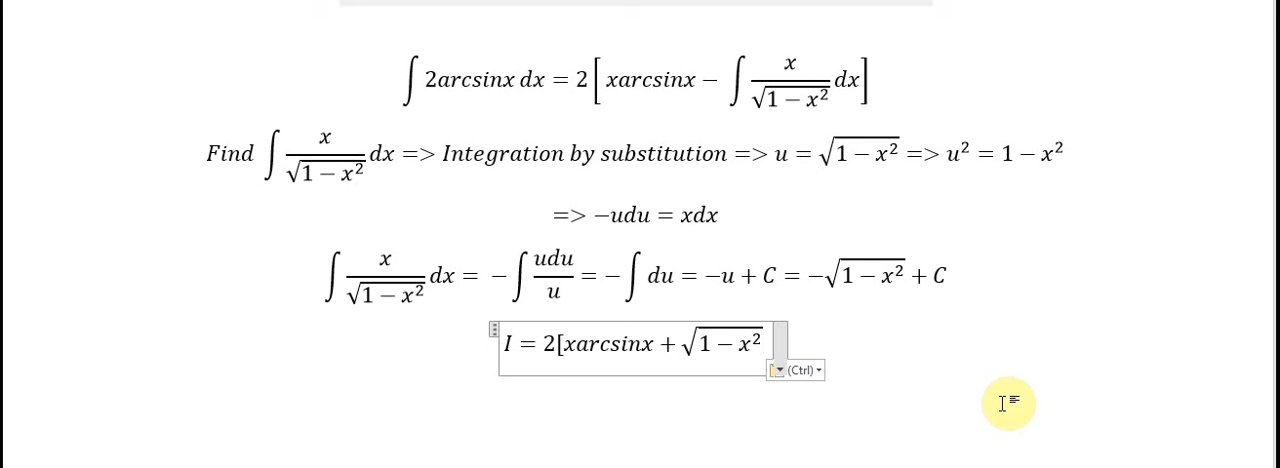 ∫ 2arcsinx dx = 2 [ xarcsinx − ∫ x/√(1 − x²) dx ]
Find ∫ x/√(1 − x²) dx => Integration by substitution => u = √(1 − x²) => u² = 1 − x²
=> −udu = xdx
∫ x/√(1 − x²) dx = − ∫ udu/u = − ∫ du = −u + C = −√(1 − x²) + C
I = 2[xarcsinx + √(1 − x²)
(Ctrl)